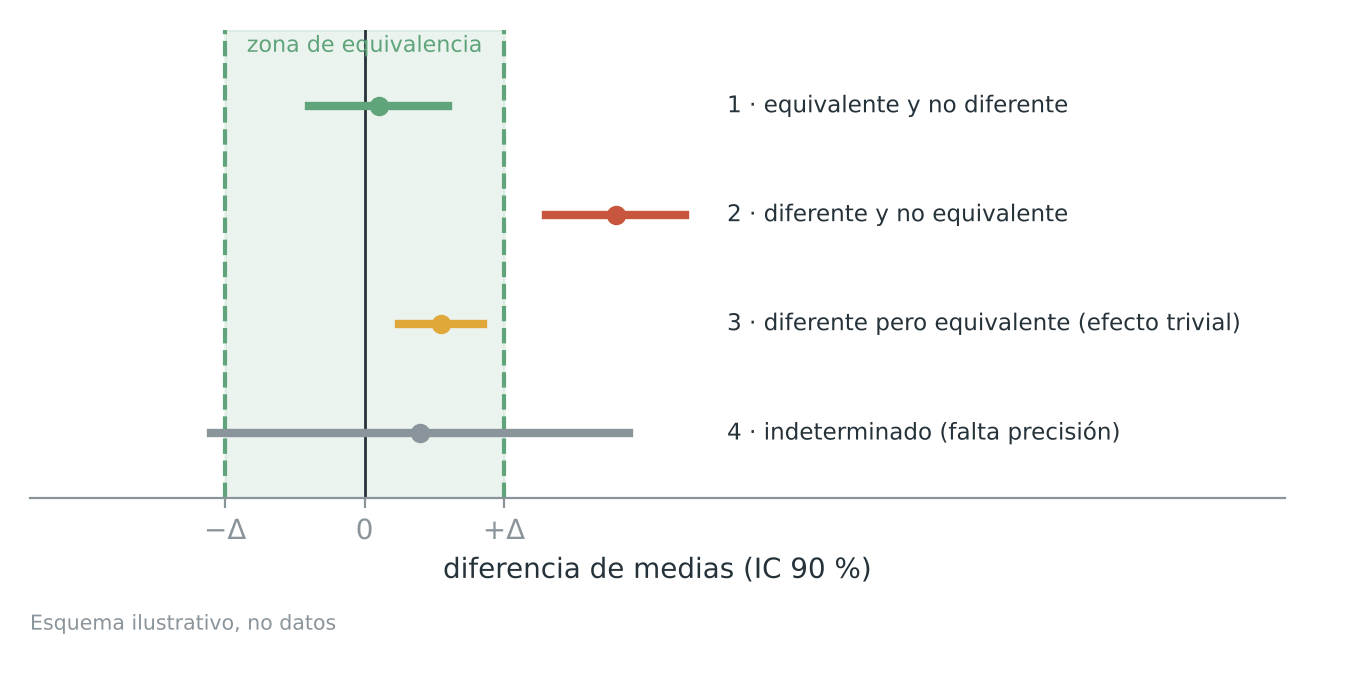 zona de equivalencia
1 · equivalente y no diferente
2 · diferente y no equivalente
3 · diferente pero equivalente (efecto trivial)
4 · indeterminado (falta precisión)
−Δ 0 +Δ
diferencia de medias (IC 90 %)
Esquema ilustrativo, no datos